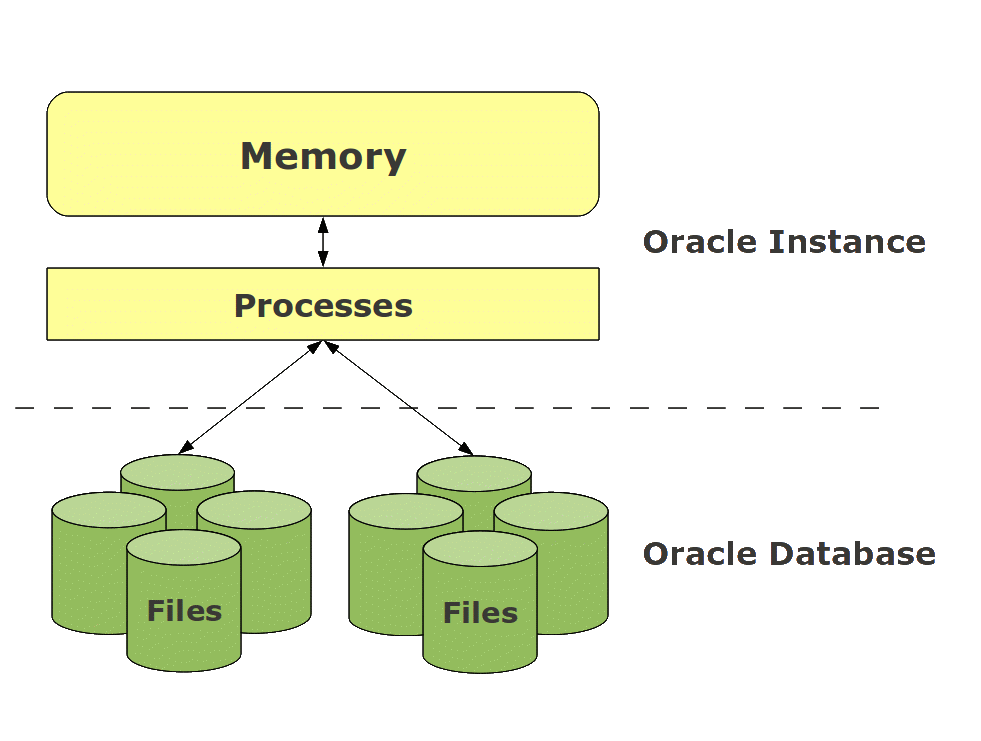 Memory
Oracle Instance
Processes
Oracle Database
Files
Files